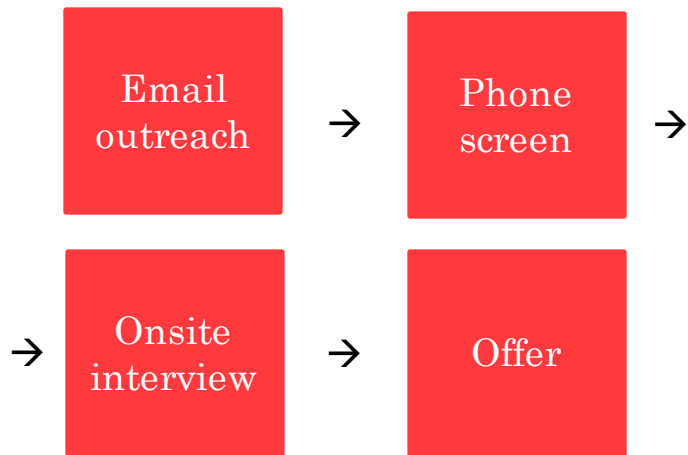 Email
outreach
→
Phone
screen
→
→
Onsite
interview
→
Offer